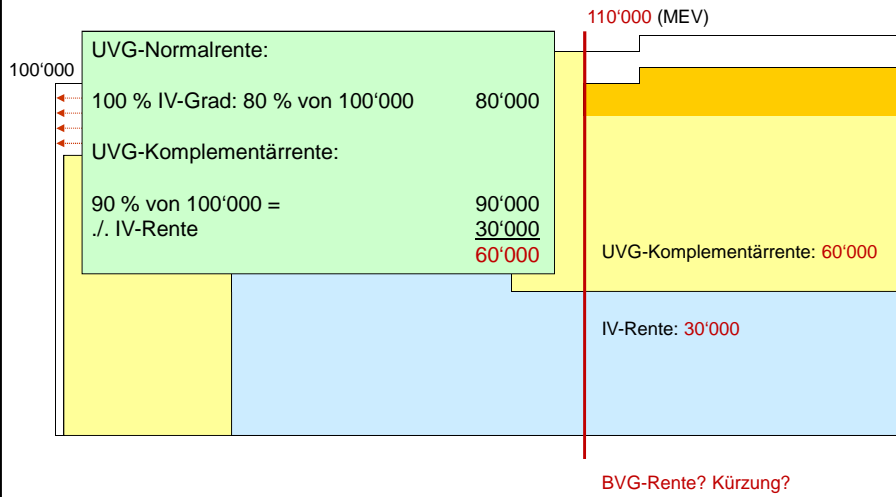 110‘000 (MEV)
100‘000
UVG-Normalrente:
100 % IV-Grad: 80 % von 100‘000 80‘000
UVG-Komplementärrente:
90 % von 100‘000 = 90‘000
./. IV-Rente 30‘000
60‘000
UVG-Komplementärrente: 60‘000
IV-Rente: 30‘000
BVG-Rente? Kürzung?